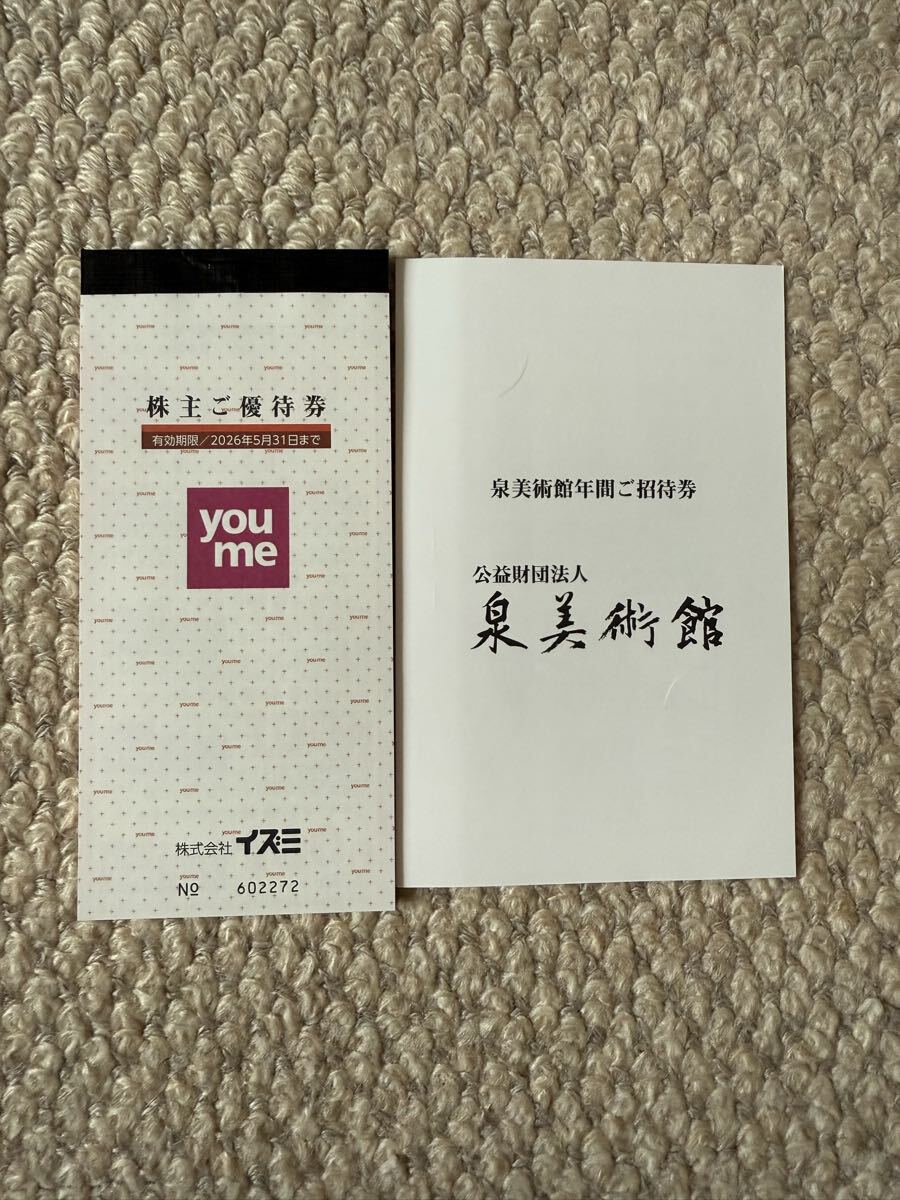 株主ご優待券
有効期限／2026年5月31日まで
you
me
株式会社イズミ
No 602272
泉美術館年間ご招待券
公益財団法人
泉美術館